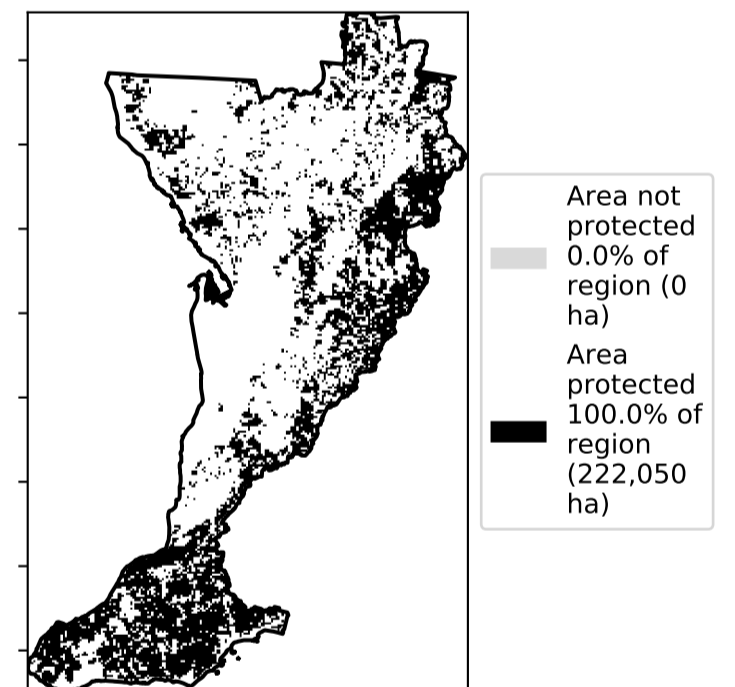 Area not
protected
0.0% of
region (0
ha)
Area
protected
100.0% of
region
(222,050
ha)